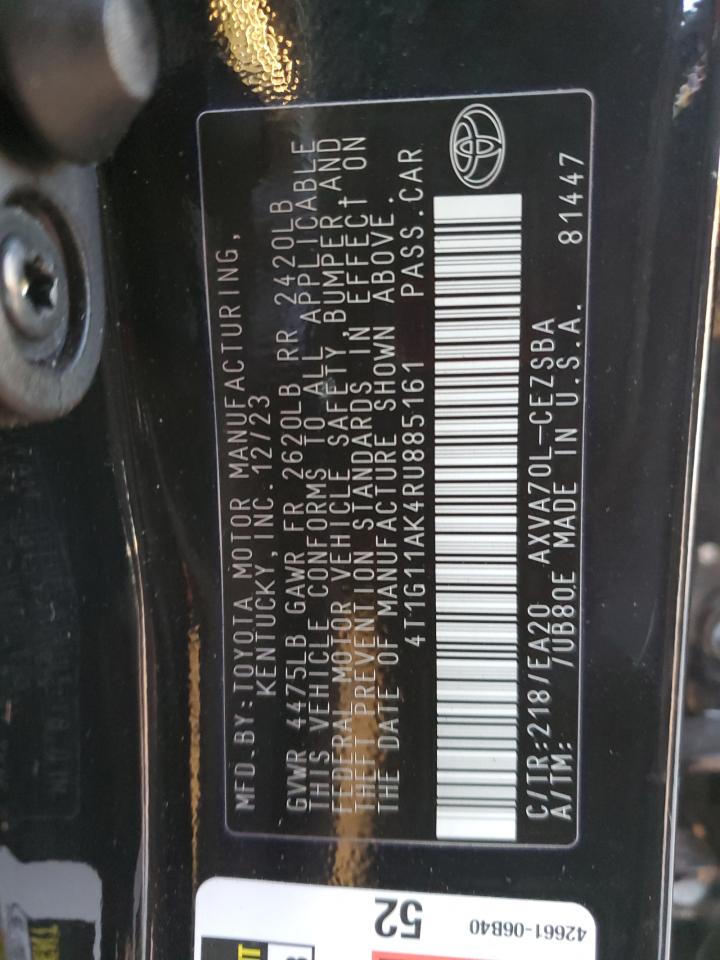 MFD.BY:TOYOTA MOTOR MANUFACTURING,
KENTUCKY, INC. 12/23
GVWR 4475LB GAWR FR 2620LB RR 2420LB
THIS VEHICLE CONFORMS TO ALL APPLICABLE
FEDERAL MOTOR VEHICLE SAFETY, BUMPER, AND
THEFT PREVENTION STANDARDS IN EFFECT ON
THE DATE OF MANUFACTURE SHOWN ABOVE.
4T1G11AK4RU885161 PASS.CAR
C/TR:218/EA20 AXVA70L-CEZSBA
A/TM: /UB80E MADE IN U.S.A. 81447
52
42661-06B40